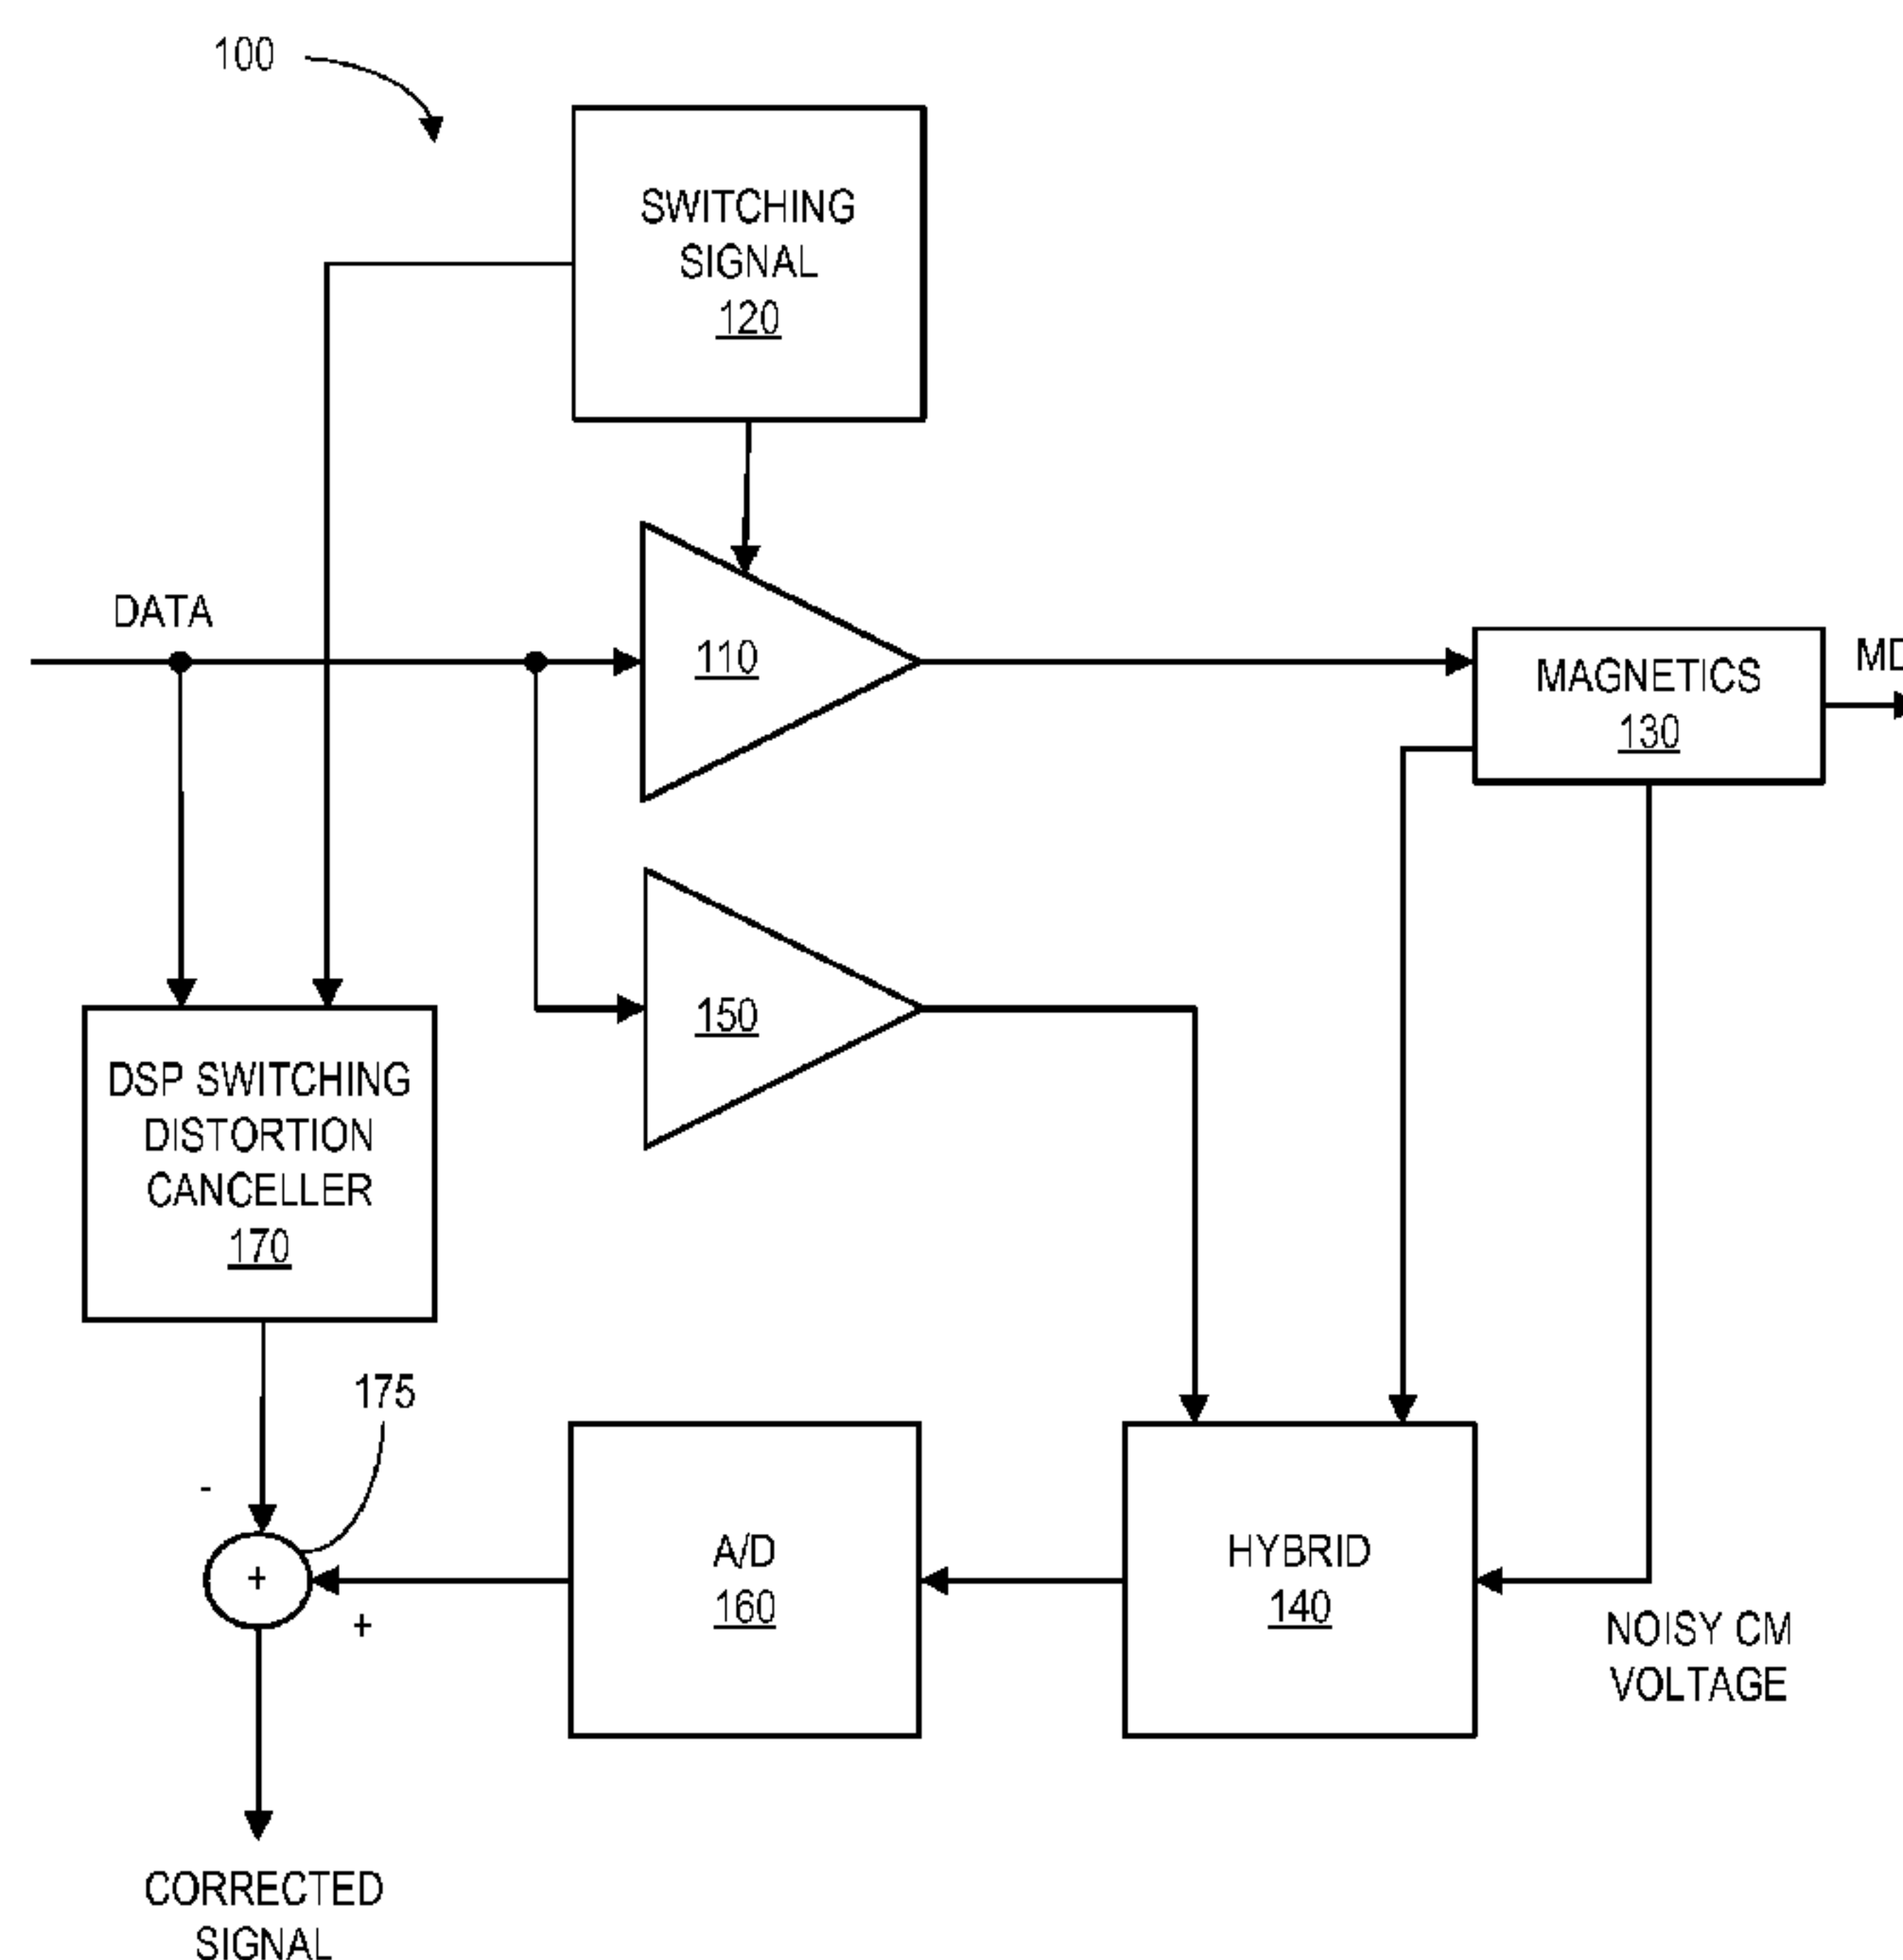 100
SWITCHING
SIGNAL
120
DATA
110
MAGNETICS
130
150
DSP SWITCHING
DISTORTION
CANCELLER
170
175
-
+
+
A/D
160
HYBRID
140
NOISY CM
VOLTAGE
CORRECTED
SIGNAL